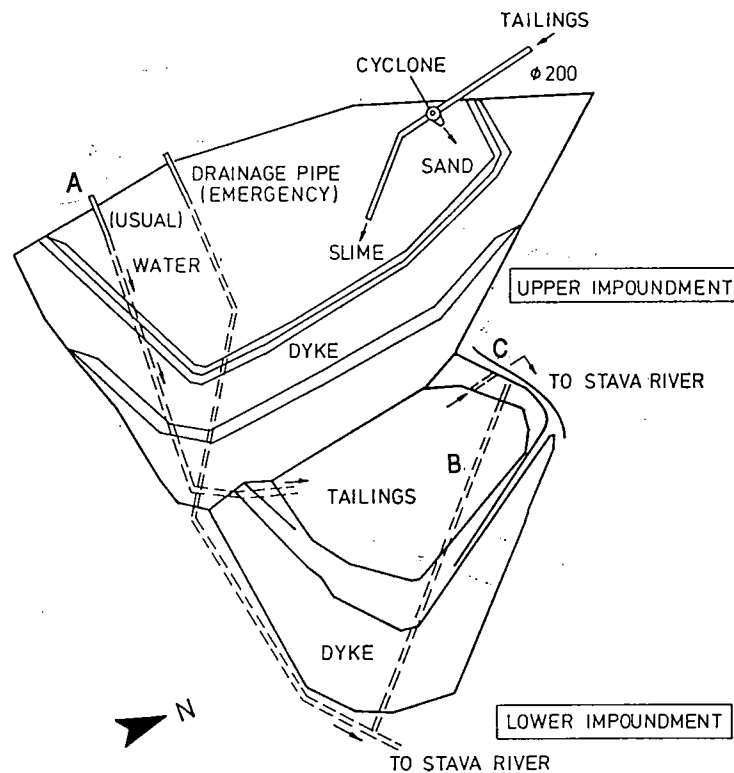 TAILINGS
CYCLONE
φ200
DRAINAGE PIPE
(EMERGENCY)
SAND
A
(USUAL)
WATER
SLIME
UPPER IMPOUNDMENT
DYKE
C
TO STAVA RIVER
B
TAILINGS
DYKE
N
LOWER IMPOUNDMENT
TO STAVA RIVER